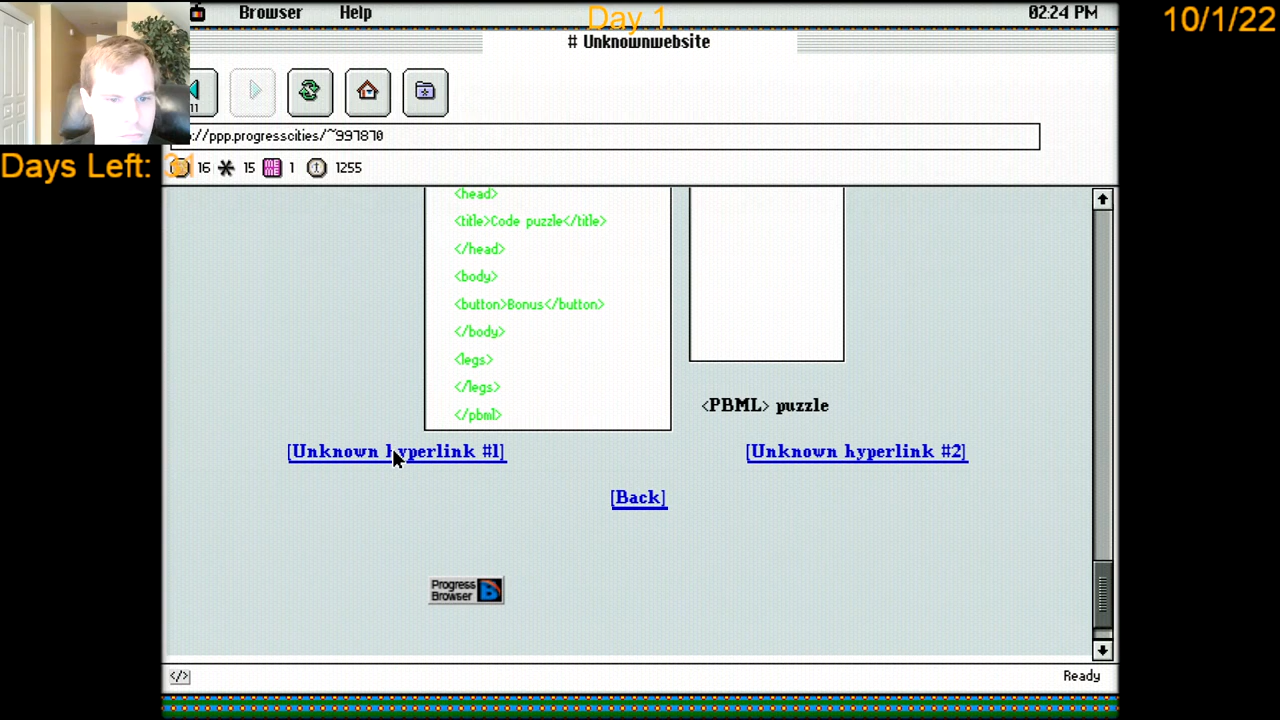 Browser Help Day 1 02:24 PM 10/1/22
# Unknownwebsite
11
://ppp.progresscities/~997870
Days Left:
16 15 1 1255
<head>
<title>Code puzzle</title>
</head>
<body>
<button>Bonus</button>
</body>
<legs>
</legs>
</pbml>
<PBML> puzzle
[Unknown hyperlink #1] [Unknown hyperlink #2]
[Back]
Progress
Browser
</> Ready